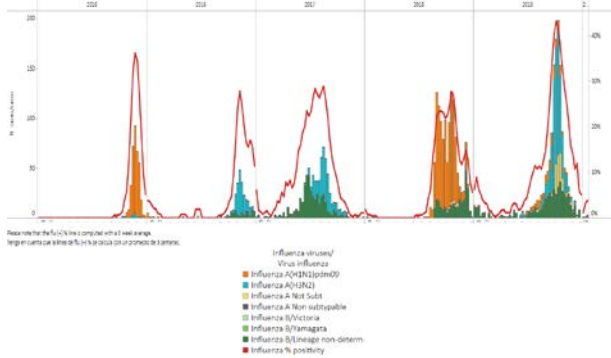 2017
2018
200
150
100
50
0
40%
30%
20%
10%
0%
Please note that the flu (+) % line is computed with a 3 week average.
Tenga en cuenta que la línea de flu (+) % se calcula con un promedio de 3 semanas.
Influenza viruses/
Virus influenza
Influenza A(H1N1)pdm09
Influenza A(H3N2)
Influenza A Not Subt
Influenza A Non subtypable
Influenza B/Victoria
Influenza B/Yamagata
Influenza B/Lineage non-determ.
Influenza % positivity